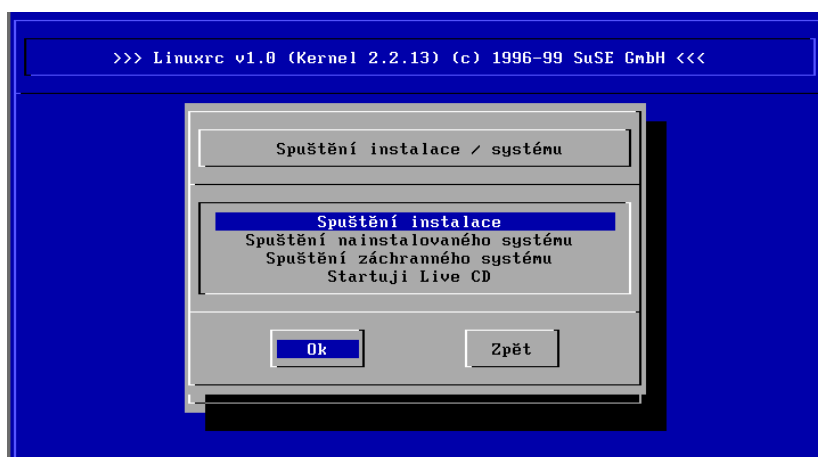 >>> Linuxrc v1.0 (Kernel 2.2.13) (c) 1996-99 SuSE GmbH <<<
Spuštění instalace / systému
Spuštění instalace
Spuštění nainstalovaného systému
Spuštění záchranného systému
Startuji Live CD
Ok
Zpět